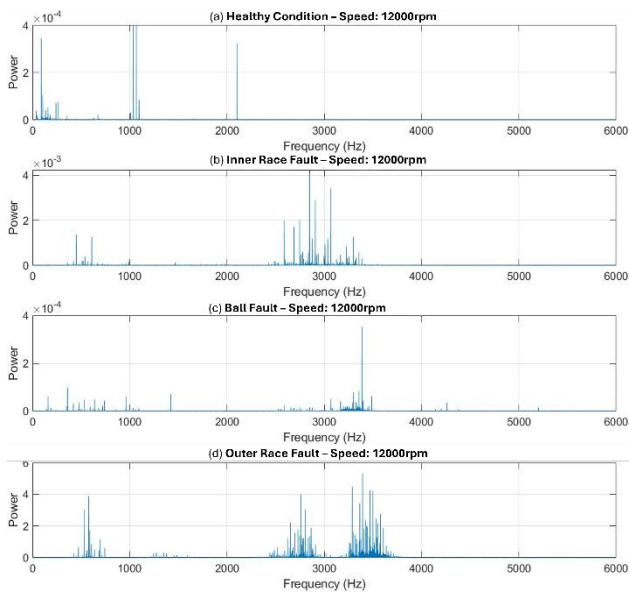 (a) Healthy Condition – Speed: 12000rpm
×10⁻⁴
4
2
0
Power
0 1000 2000 3000 4000 5000 6000
Frequency (Hz)
(b) Inner Race Fault – Speed: 12000rpm
×10⁻³
4
2
0
Power
0 1000 2000 3000 4000 5000 6000
Frequency (Hz)
(c) Ball Fault – Speed: 12000rpm
×10⁻⁴
4
2
0
Power
0 1000 2000 3000 4000 5000 6000
Frequency (Hz)
(d) Outer Race Fault – Speed: 12000rpm
6
4
2
0
Power
0 1000 2000 3000 4000 5000 6000
Frequency (Hz)